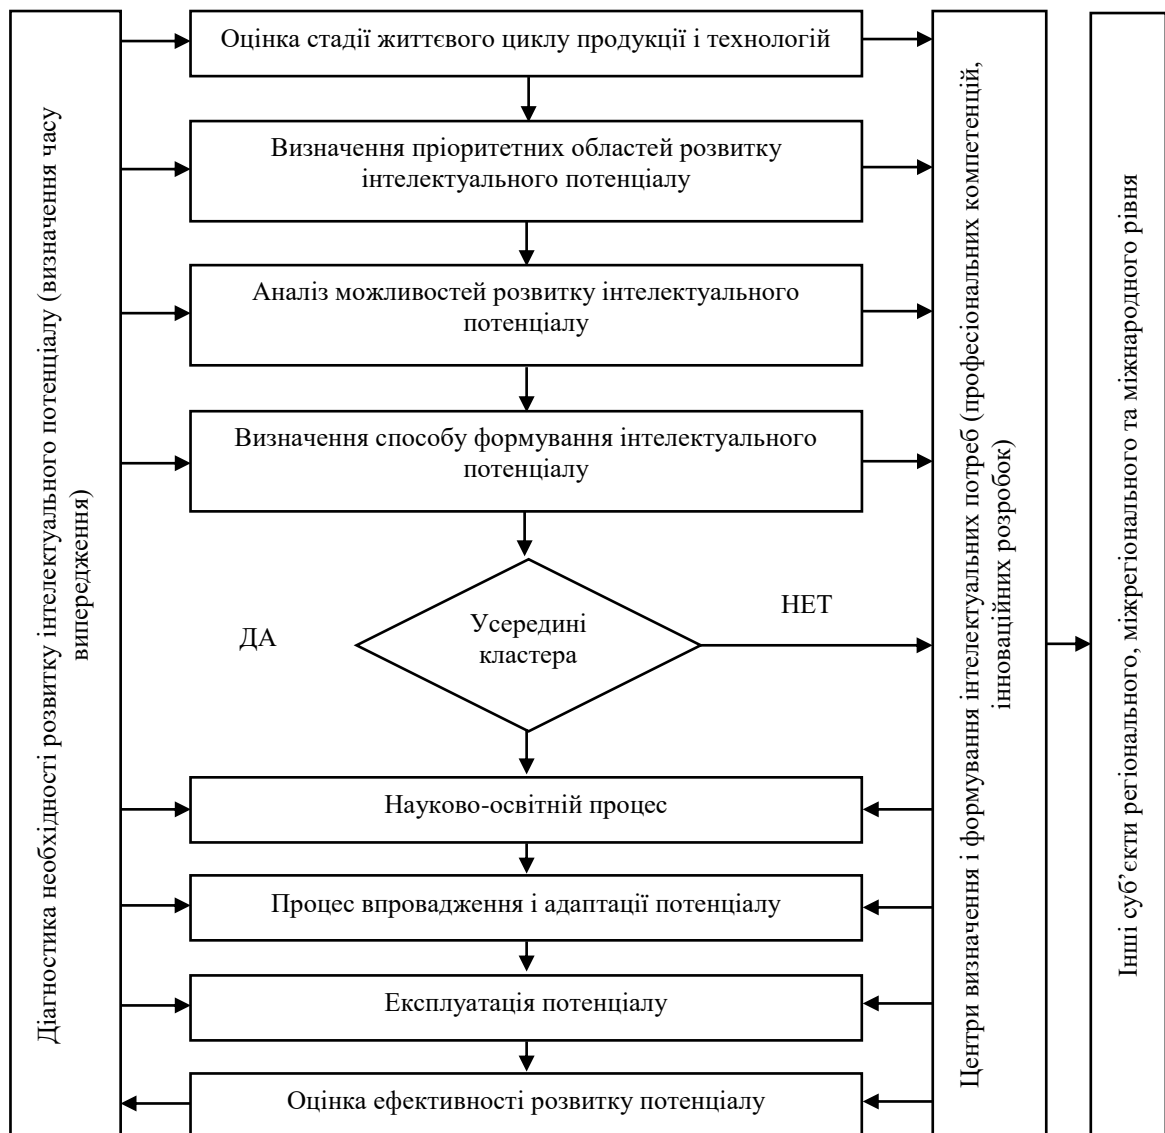 Діагностика необхідності розвитку інтелектуального потенціалу (визначення часу
випередження)
Оцінка стадії життєвого циклу продукції і технологій
Визначення пріоритетних областей розвитку
інтелектуального потенціалу
Аналіз можливостей розвитку інтелектуального
потенціалу
Визначення способу формування інтелектуального
потенціалу
ДА
Усередині
кластера
НЕТ
Науково-освітній процес
Процес впровадження і адаптації потенціалу
Експлуатація потенціалу
Оцінка ефективності розвитку потенціалу
Центри визначення і формування інтелектуальних потреб (професіональних компетенцій,
інноваційних розробок)
Інші суб’єкти регіонального, міжрегіонального та міжнародного рівня